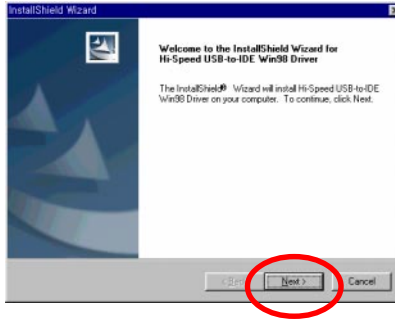 InstallShield Wizard
Welcome to the InstallShield Wizard for
Hi-Speed USB-to-IDE Win98 Driver
The InstallShield® Wizard will install Hi-Speed USB-to-IDE
Win98 Driver on your computer. To continue, click Next.
Next > Cancel